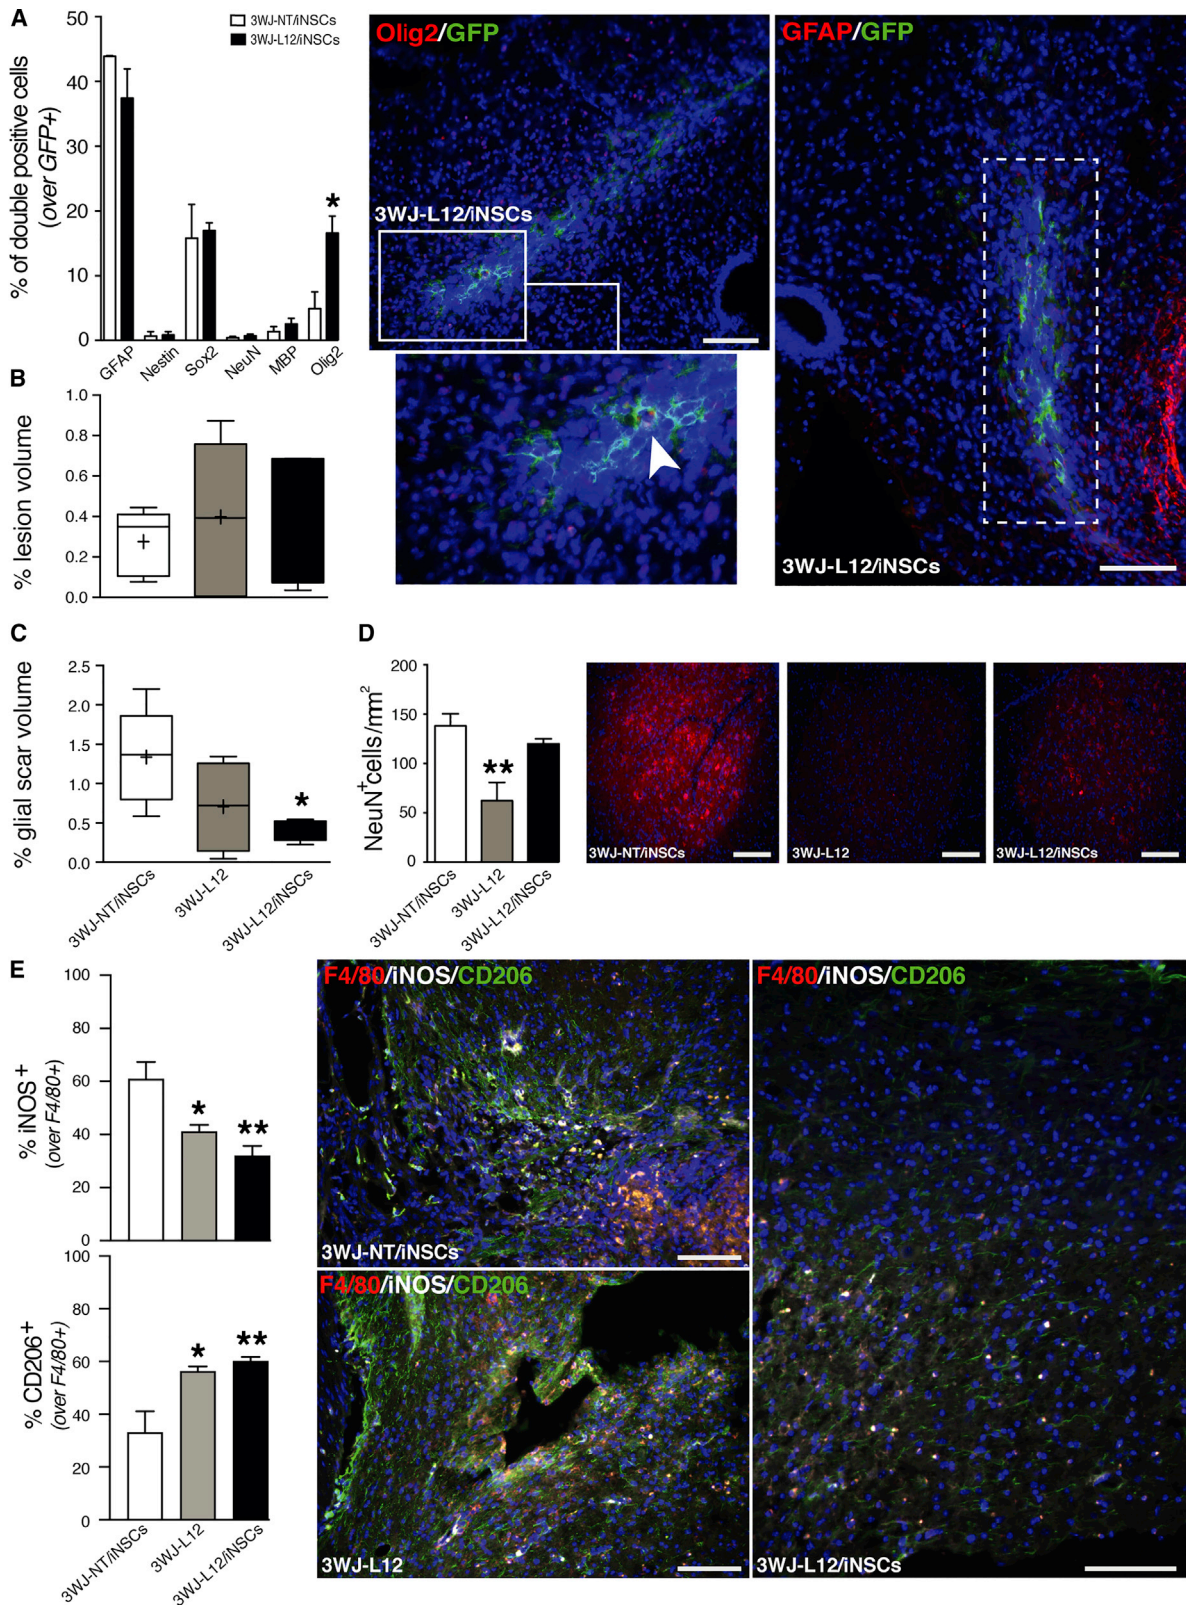 A
50
40
30
20
10
0
% of double positive cells
(over GFP+)
3WJ-NT/iNSCs
3WJ-L12/iNSCs
*
GFAP
Nestin
Sox2
NeuN
MBP
Olig2
Olig2/GFP
3WJ-L12/iNSCs
GFAP/GFP
3WJ-L12/iNSCs
B
1.0
0.8
0.6
0.4
0.2
0.0
% lesion volume
C
2.5
2.0
1.5
1.0
0.5
0.0
% glial scar volume
*
3WJ-NT/iNSCs
3WJ-L12
3WJ-L12/iNSCs
D
200
150
100
50
0
NeuN+cells/mm2
**
3WJ-NT/iNSCs
3WJ-L12
3WJ-L12/iNSCs
3WJ-NT/iNSCs
3WJ-L12
3WJ-L12/iNSCs
E
100
80
60
40
20
0
% iNOS+
(over F4/80+)
*
**
100
80
60
40
20
0
% CD206+
(over F4/80+)
*
**
3WJ-NT/iNSCs
3WJ-L12
3WJ-L12/iNSCs
F4/80/iNOS/CD206
3WJ-NT/iNSCs
F4/80/iNOS/CD206
3WJ-L12
F4/80/iNOS/CD206
3WJ-L12/iNSCs